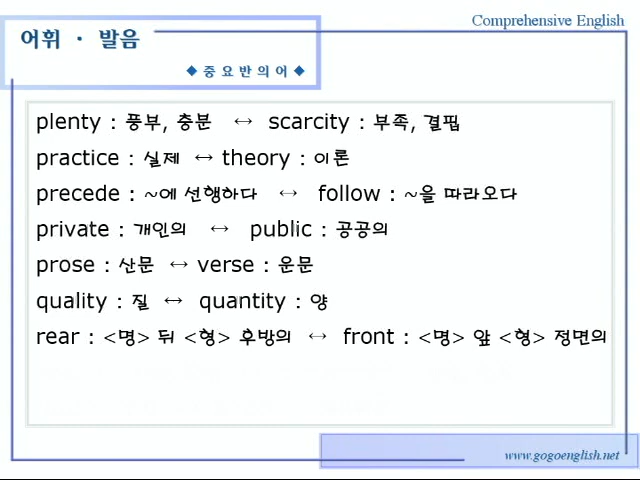 Comprehensive English
어휘 · 발음
◆ 중요반의어 ◆
plenty : 풍부, 충분 ↔ scarcity : 부족, 결핍
practice : 실제 ↔ theory : 이론
precede : ~에 선행하다 ↔ follow : ~을 따라오다
private : 개인의 ↔ public : 공공의
prose : 산문 ↔ verse : 운문
quality : 질 ↔ quantity : 양
rear : <명> 뒤 <형> 후방의 ↔ front : <명> 앞 <형> 정면의
www.gogoenglish.net